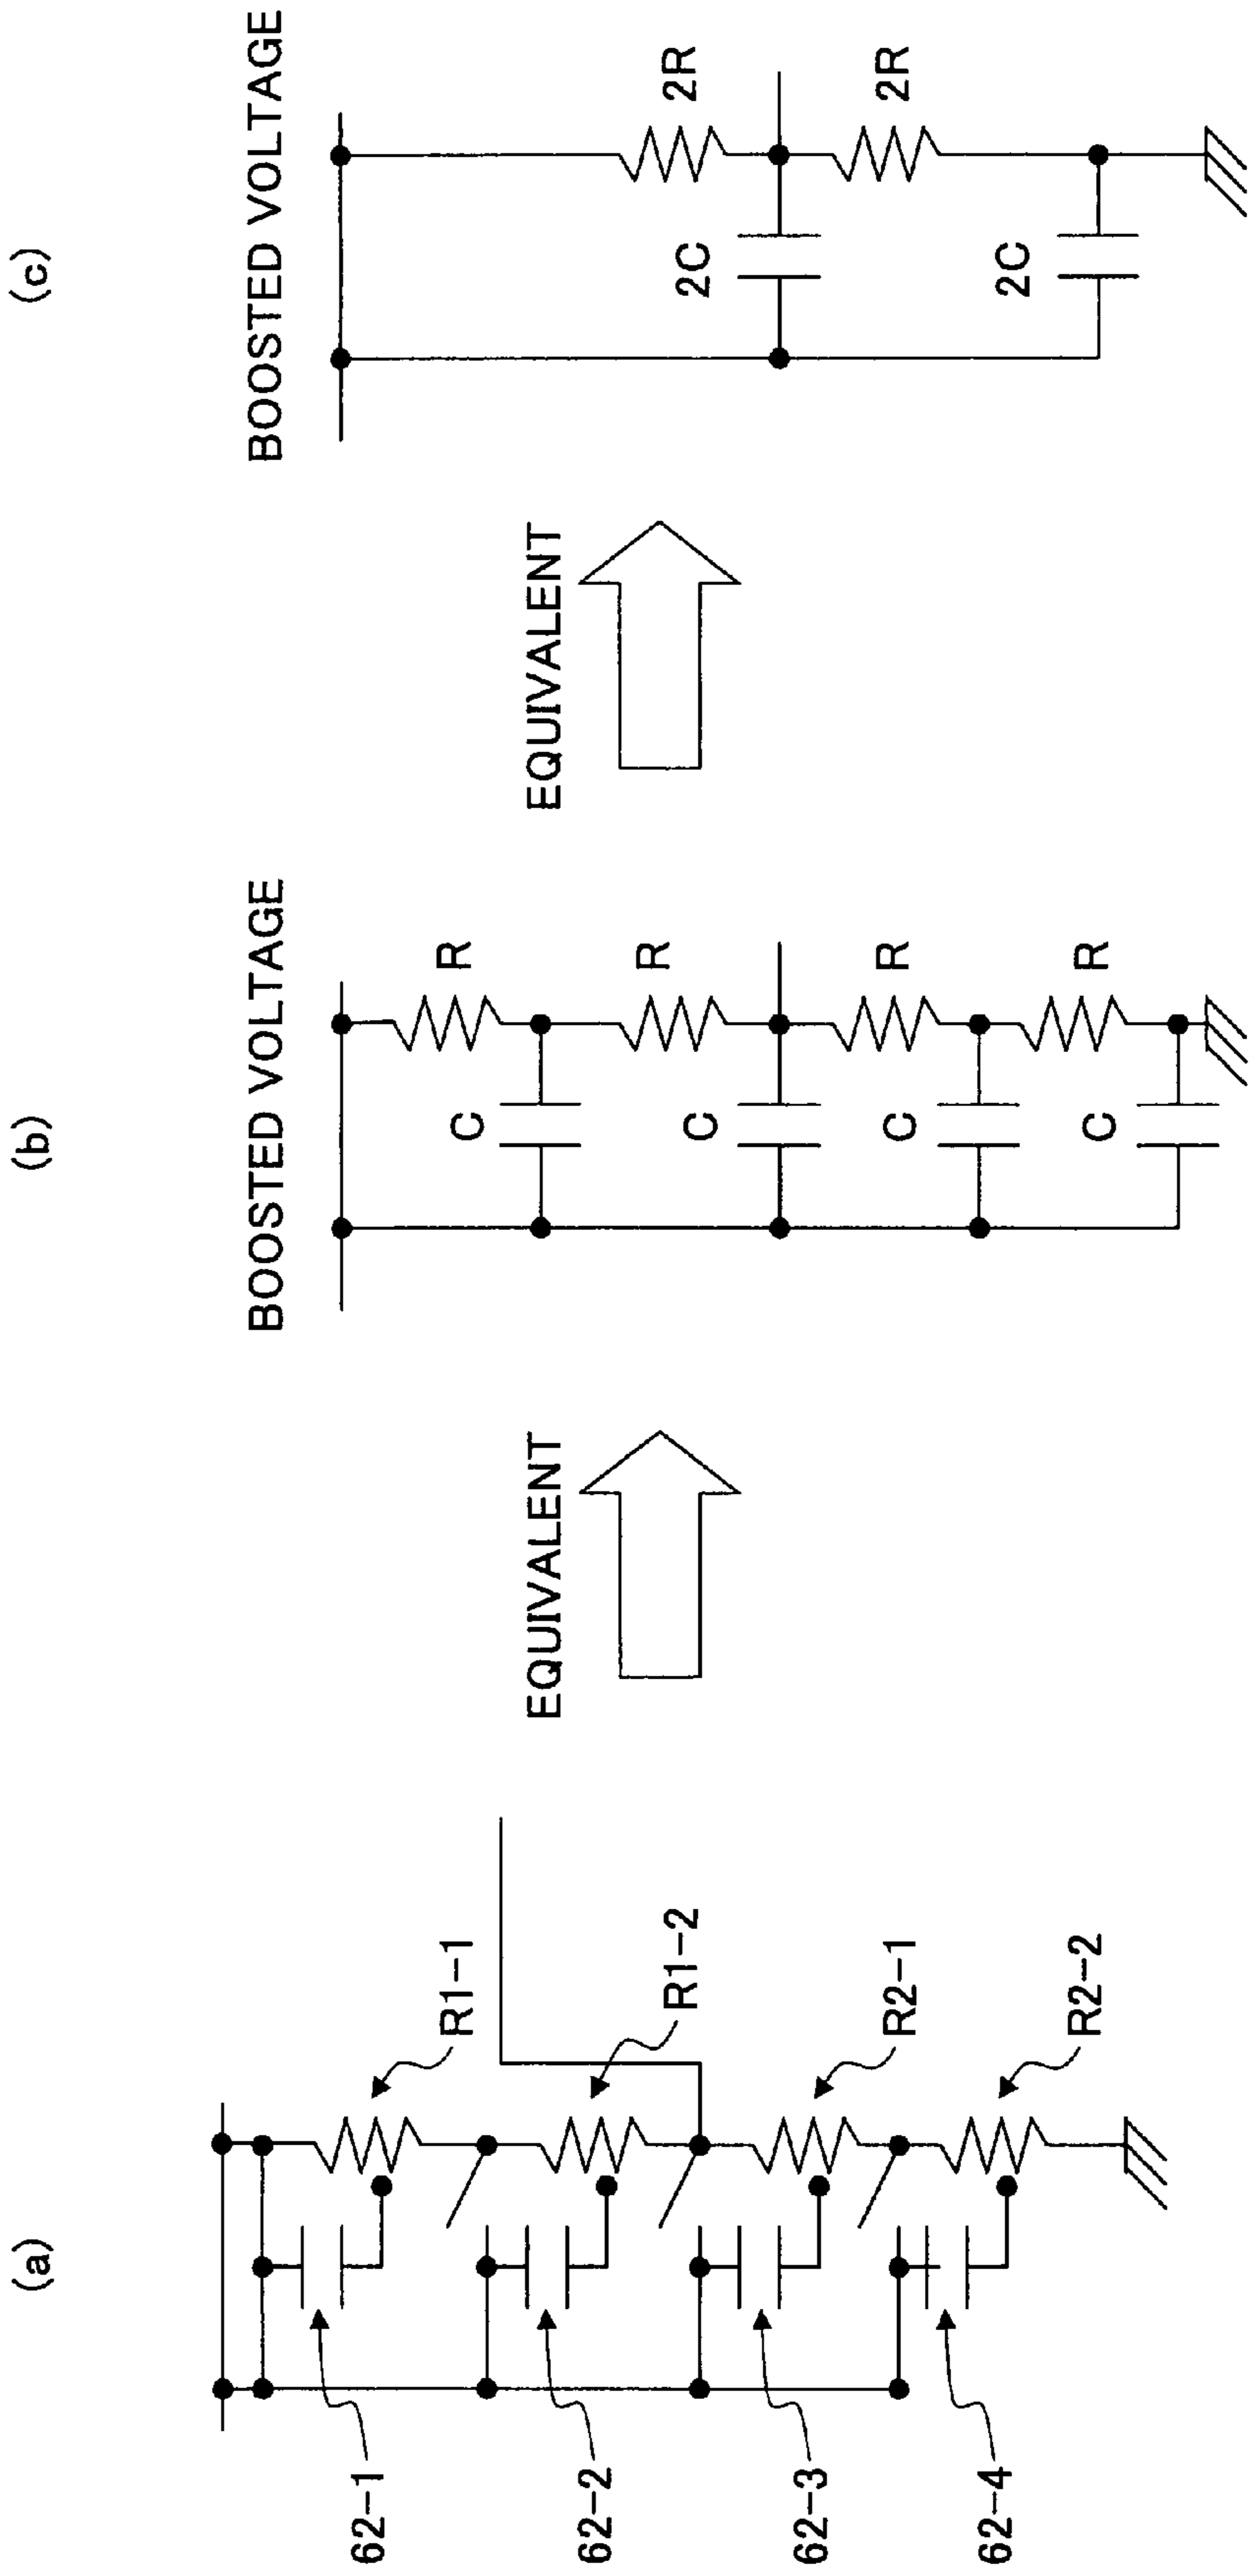 (a)
62-1
R1-1
62-2
R1-2
62-3
R2-1
62-4
R2-2
EQUIVALENT
(b)
BOOSTED VOLTAGE
R
C
R
C
R
C
R
C
EQUIVALENT
(c)
BOOSTED VOLTAGE
2R
2C
2R
2C